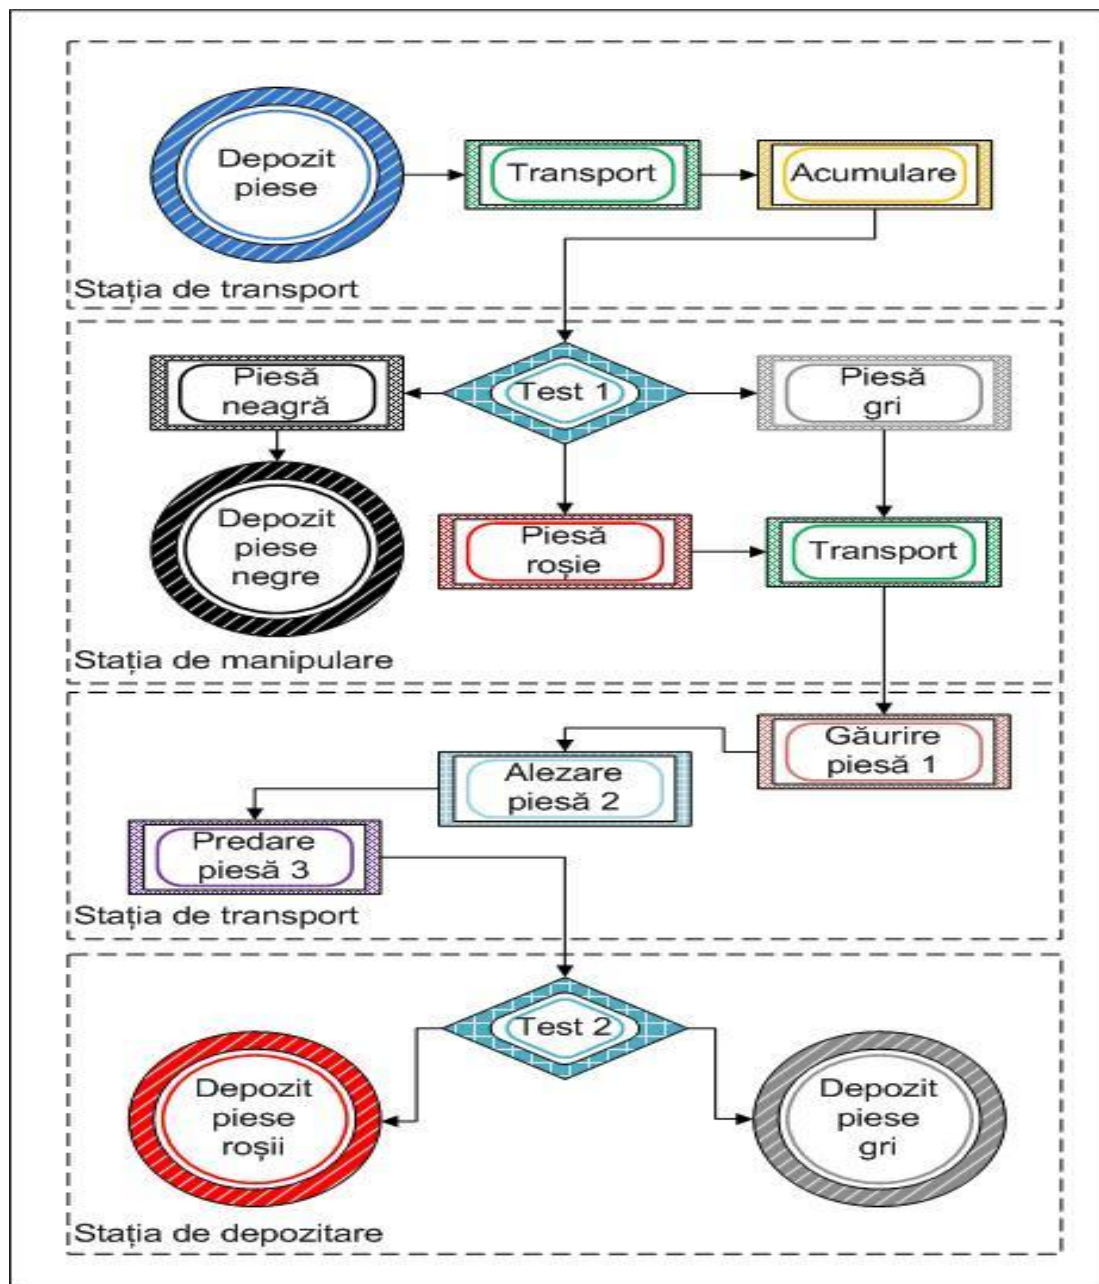 Depozit
piese
Transport
Acumulare
Stația de transport
Piesă
neagră
Test 1
Piesă
gri
Depozit
piese
negre
Piesă
roșie
Transport
Stația de manipulare
Găurire
piesă 1
Alezare
piesă 2
Predare
piesă 3
Stația de transport
Test 2
Depozit
piese
roșii
Depozit
piese
gri
Stația de depozitare